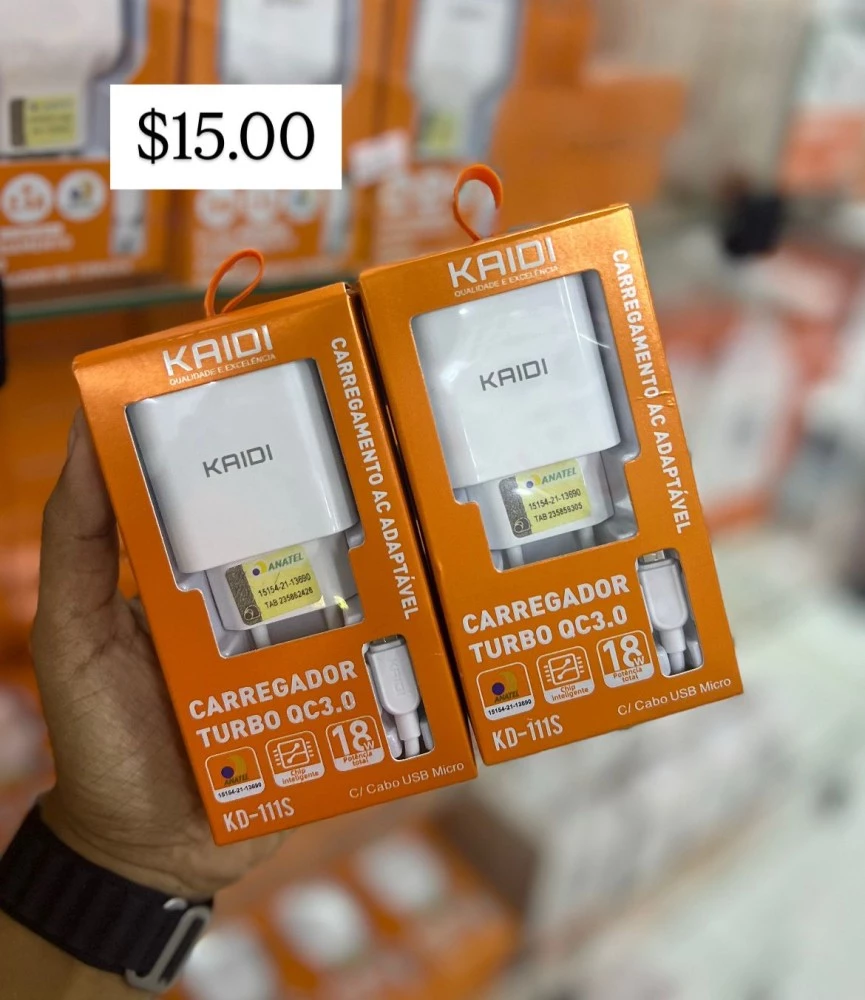 $15.00
KAIDI
QUALIDADE E EXCELÊNCIA
CARREGAMENTO AC ADAPTÁVEL
KAIDI
ANATEL
15154-21-13690
TAB 235862428
CARREGADOR
TURBO QC3.0
ANATEL
15154-21-13690
Chip
Inteligente
18W
Potência
total
KD-111S
C/ Cabo USB Micro
KAIDI
QUALIDADE E EXCELÊNCIA
CARREGAMENTO AC ADAPTÁVEL
KAIDI
ANATEL
15154-21-13690
TAB 235859305
CARREGADOR
TURBO QC3.0
ANATEL
15154-21-13690
Chip
Inteligente
18W
Potência
total
KD-111S
C/ Cabo USB Micro